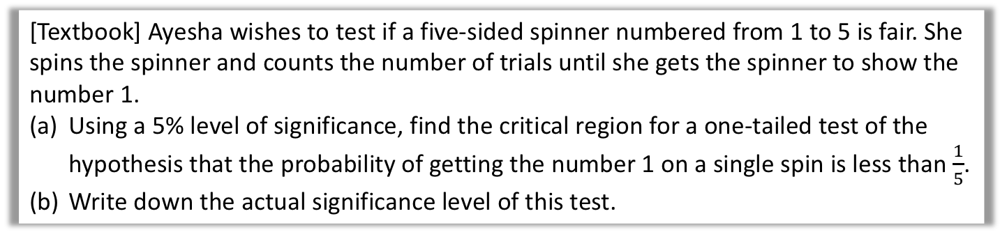 [Textbook] Ayesha wishes to test if a five-sided spinner numbered from 1 to 5 is fair. She
spins the spinner and counts the number of trials until she gets the spinner to show the
number 1.
(a) Using a 5% level of significance, find the critical region for a one-tailed test of the
hypothesis that the probability of getting the number 1 on a single spin is less than 1/5.
(b) Write down the actual significance level of this test.